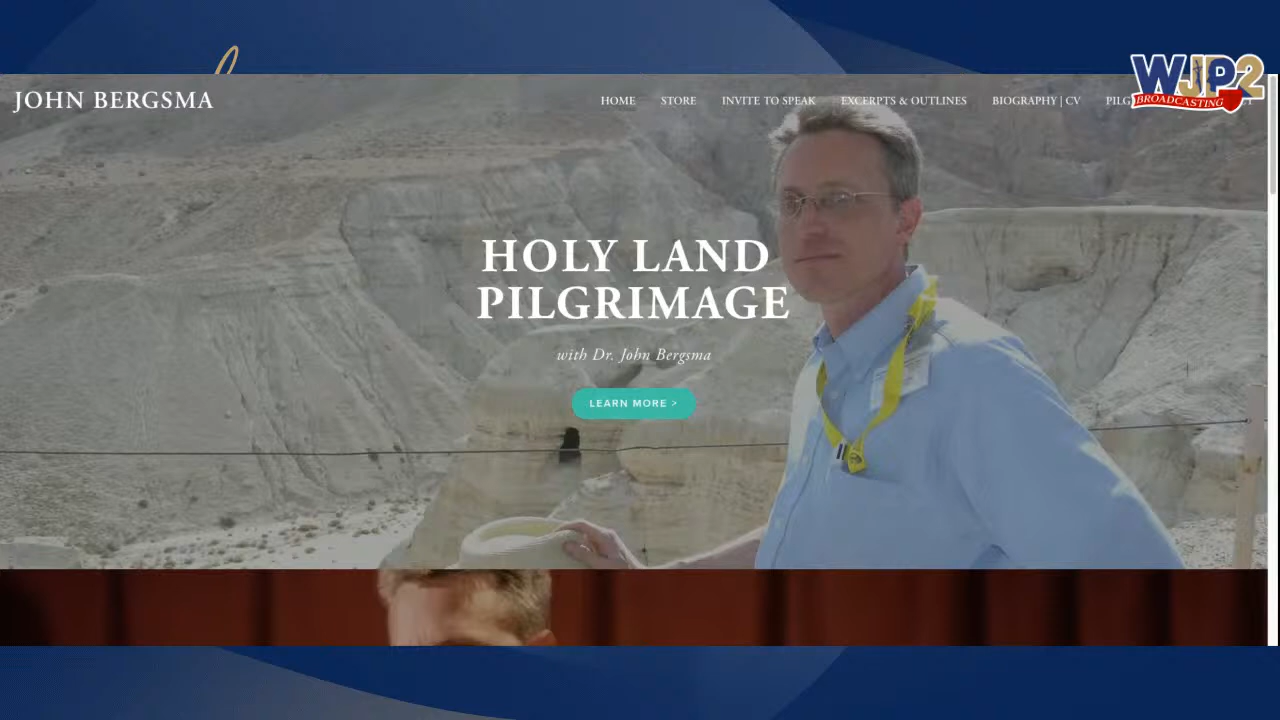 JOHN BERGSMA
HOME STORE INVITE TO SPEAK EXCERPTS & OUTLINES BIOGRAPHY | CV PILG
WJP2
BROADCASTING
HOLY LAND
PILGRIMAGE
with Dr. John Bergsma
LEARN MORE >